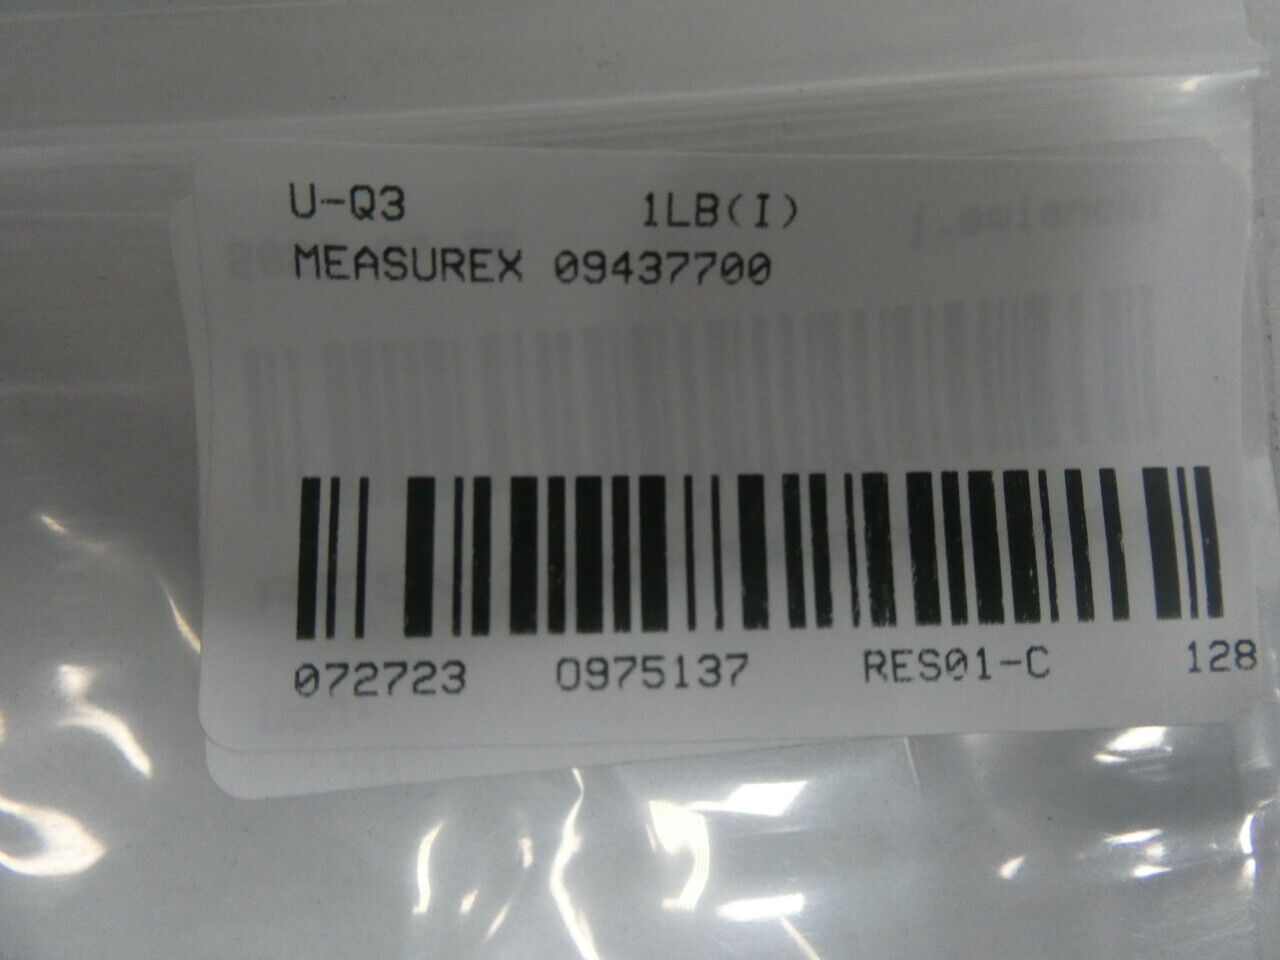 U-Q3 1LB(I)
MEASUREX 09437700
072723 0975137 RES01-C 128